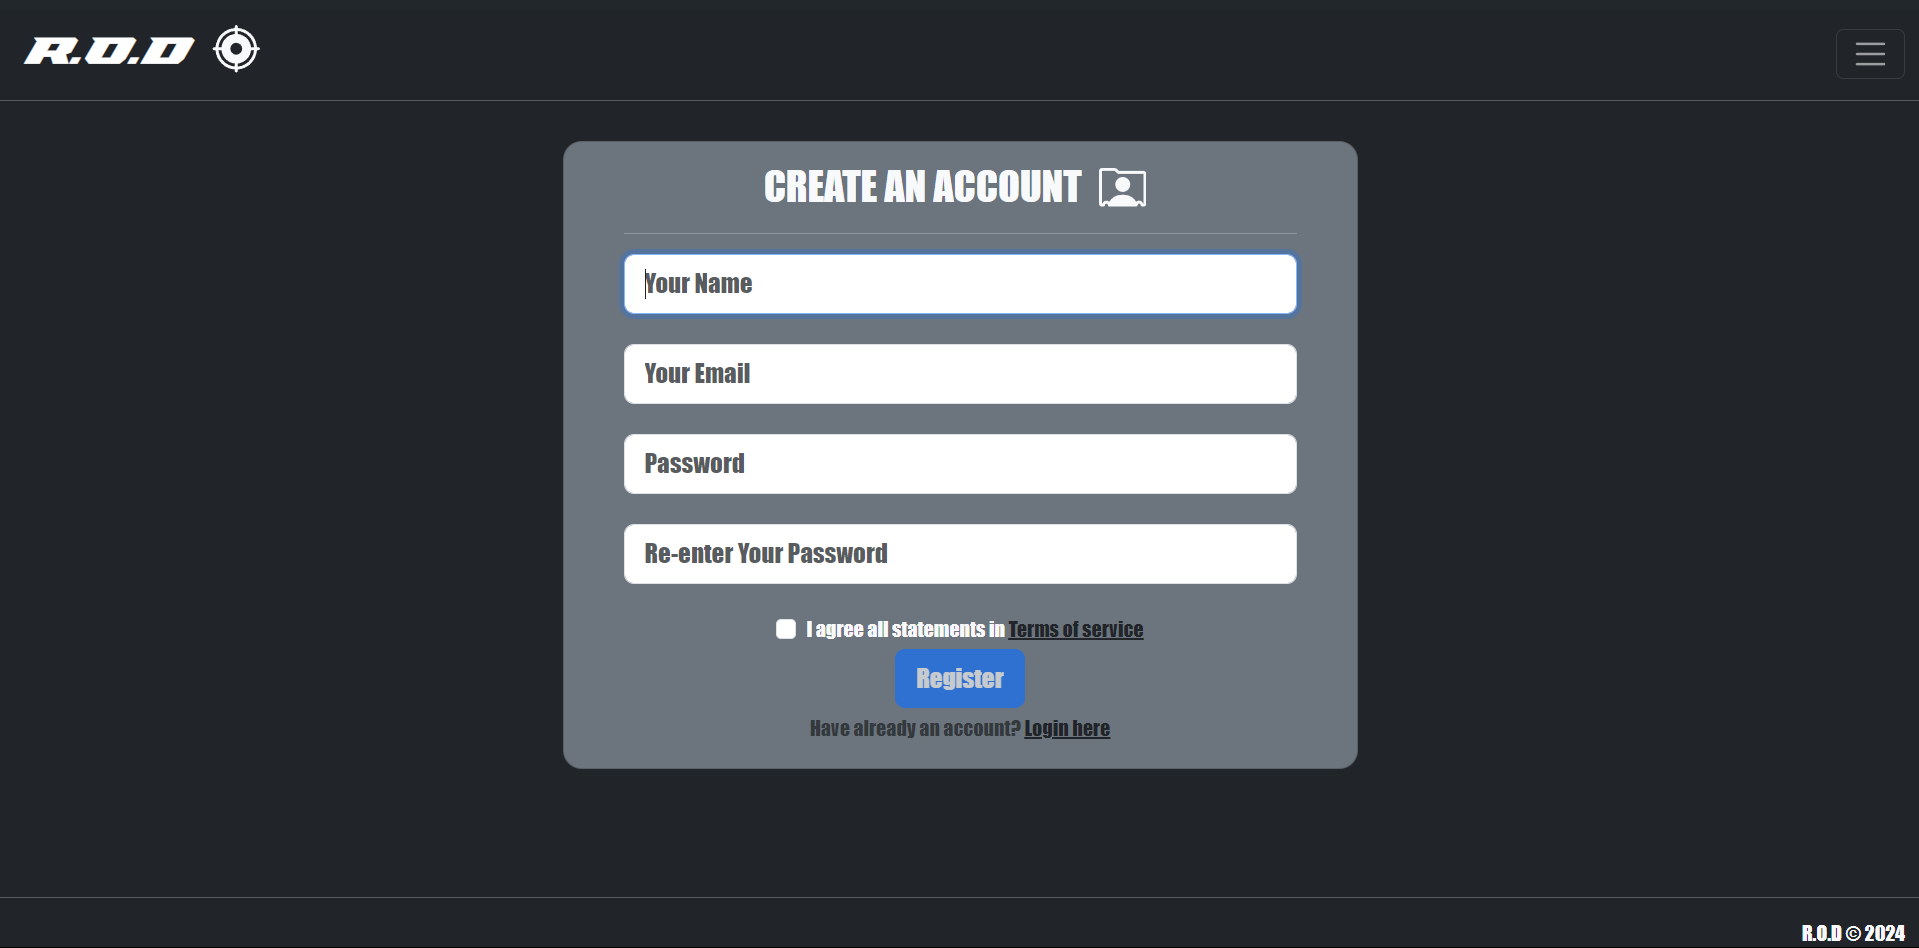 R.O.D
CREATE AN ACCOUNT
Your Name
Your Email
Password
Re-enter Your Password
I agree all statements in Terms of service
Register
Have already an account? Login here
R.O.D © 2024